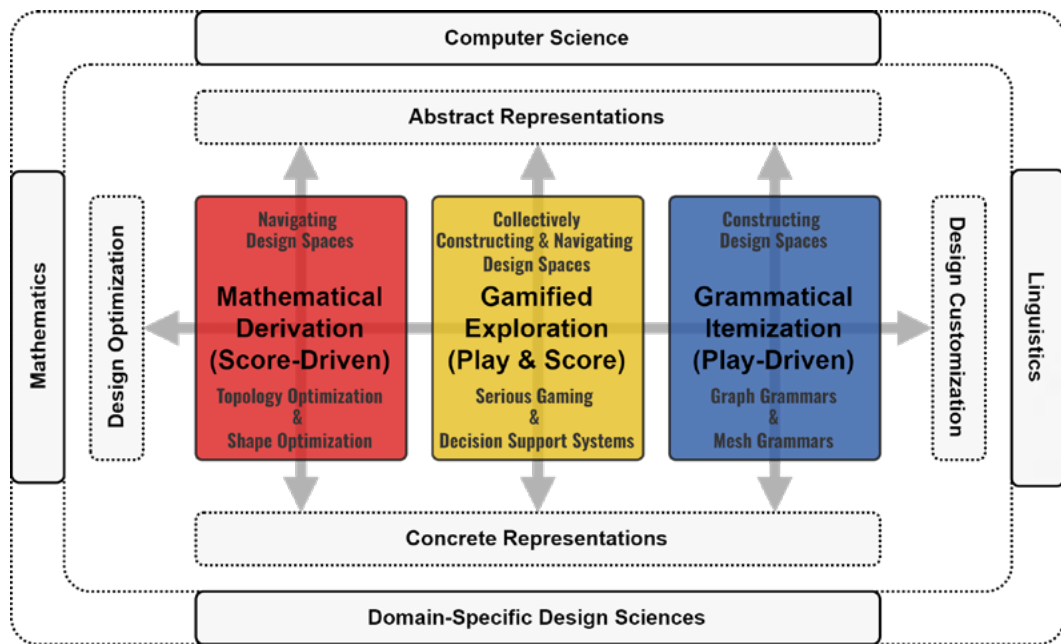 Computer Science
Abstract Representations
Mathematics
Design Optimization
Navigating
Design Spaces
Mathematical
Derivation
(Score-Driven)
Topology Optimization
&
Shape Optimization
Collectively
Constructing & Navigating
Design Spaces
Gamified
Exploration
(Play & Score)
Serious Gaming
&
Decision Support Systems
Constructing
Design Spaces
Grammatical
Itemization
(Play-Driven)
Graph Grammars
&
Mesh Grammars
Design Customization
Linguistics
Concrete Representations
Domain-Specific Design Sciences